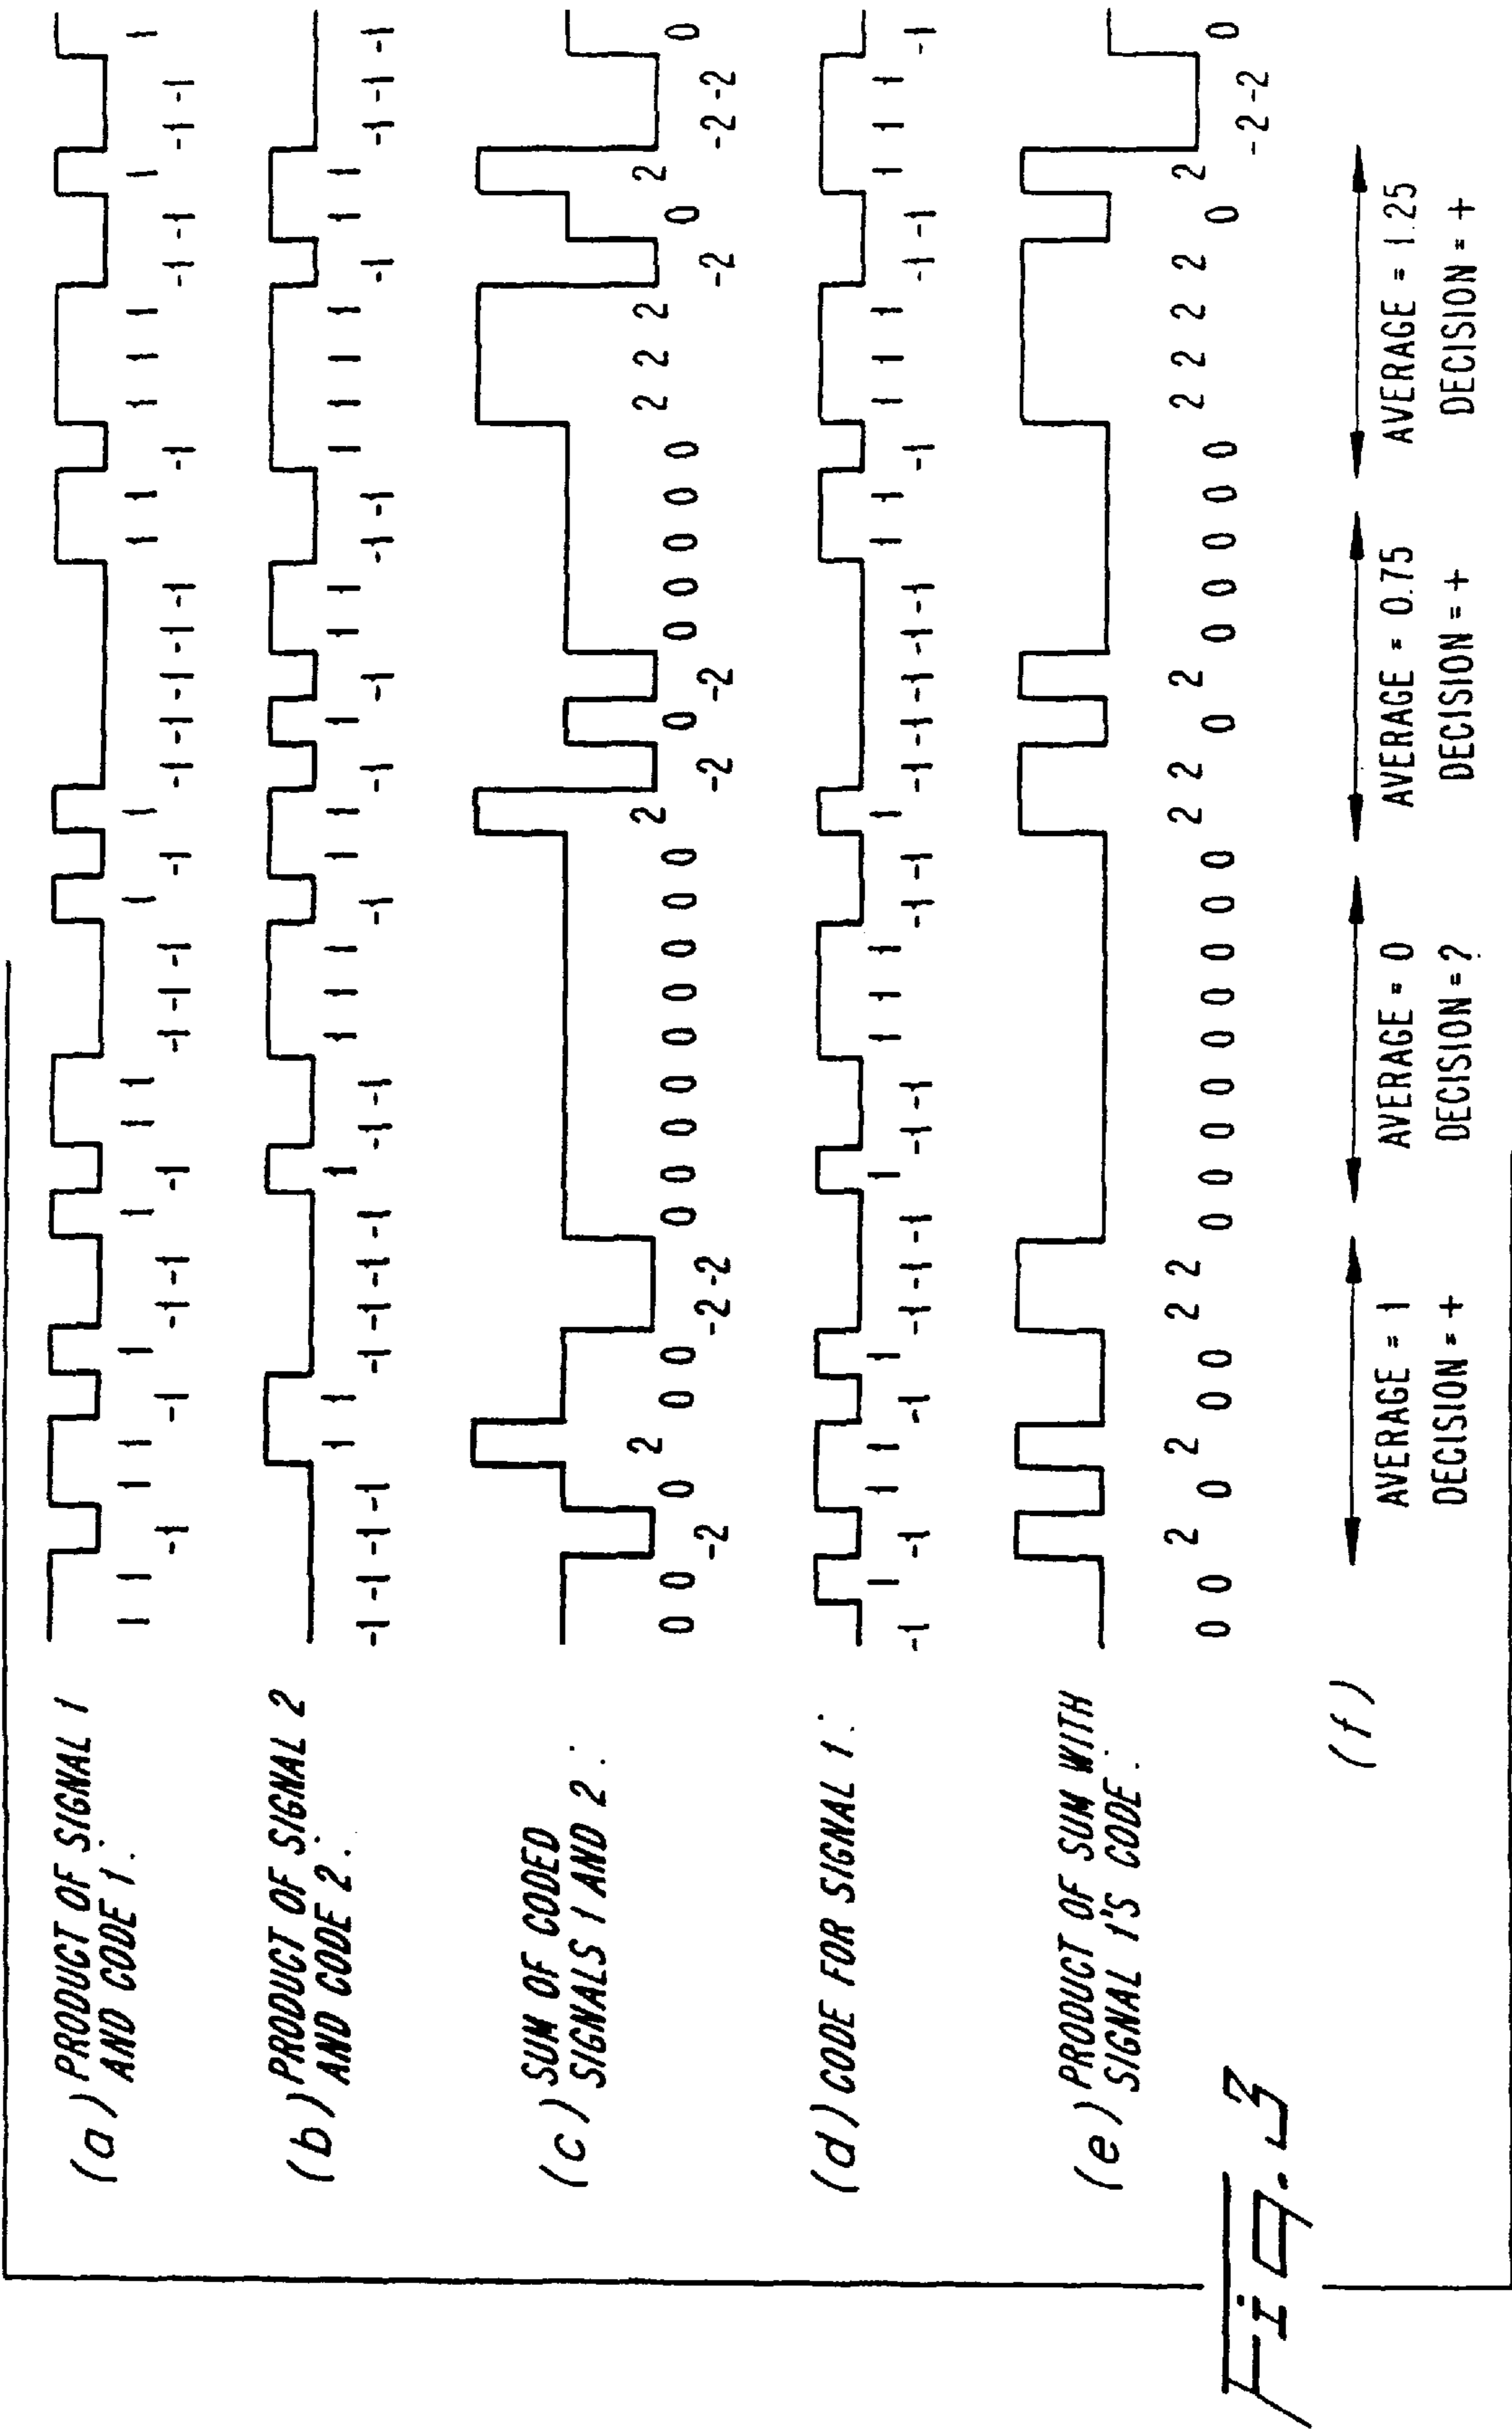 (a) PRODUCT OF SIGNAL 1
AND CODE 1.
1 1 -1 1 1 -1 1 -1 -1 1 -1 1 1 -1 -1 -1 1 -1 1 -1 -1 -1 -1 -1 1 1 -1 1 1 1 -1 -1 1 -1 -1 1
(b) PRODUCT OF SIGNAL 2
AND CODE 2.
-1 -1 -1 -1 1 1 -1 -1 -1 -1 1 -1 -1 1 1 1 -1 1 1 -1 1 -1 1 1 -1 -1 1 1 1 1 -1 1 1 -1 -1 -1
(c) SUM OF CODED
SIGNALS 1 AND 2.
0 0 -2 0 2 0 0 -2 -2 0 0 0 0 0 0 0 0 0 2 -2 0 -2 0 0 0 0 0 2 2 2 -2 0 2 -2 -2 0
(d) CODE FOR SIGNAL 1.
-1 1 -1 1 1 -1 1 -1 -1 -1 1 -1 -1 1 1 1 -1 -1 1 -1 -1 -1 -1 -1 1 1 -1 1 1 1 -1 -1 1 1 1 -1
(e) PRODUCT OF SUM WITH
SIGNAL 1'S CODE.
0 0 2 0 2 0 0 2 2 0 0 0 0 0 0 0 0 0 2 2 0 2 0 0 0 0 0 2 2 2 2 0 2 -2 -2 0
(f)
AVERAGE = 1 AVERAGE = 0 AVERAGE = 0.75 AVERAGE = 1.25
DECISION = + DECISION = ? DECISION = + DECISION = +
Fig. 3